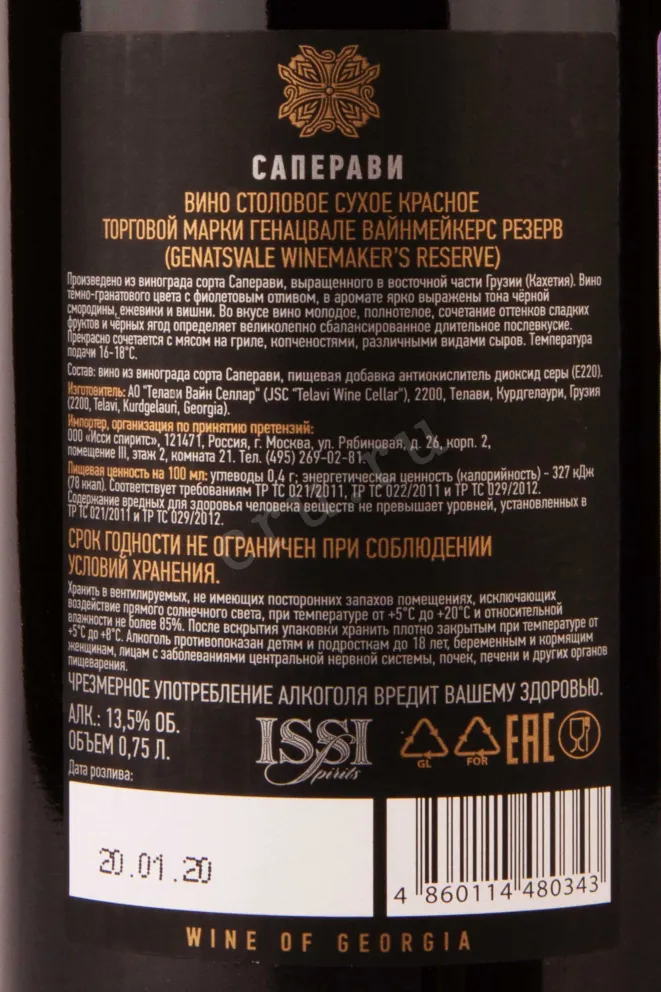 САПЕРАВИ
ВИНО СТОЛОВОЕ СУХОЕ КРАСНОЕ
ТОРГОВОЙ МАРКИ ГЕНАЦВАЛЕ ВАЙНМЕЙКЕРС РЕЗЕРВ
(GENATSVALE WINEMAKER'S RESERVE)
Произведено из винограда сорта Саперави, выращенного в восточной части Грузии (Кахетия). Вино
тёмно-гранатового цвета с фиолетовым отливом, в аромате ярко выражены тона чёрной
смородины, ежевики и вишни. Во вкусе вино молодое, полнотелое, сочетание оттенков сладких
фруктов и чёрных ягод определяет великолепно сбалансированное длительное послевкусие.
Прекрасно сочетается с мясом на гриле, копченостями, различными видами сыров. Температура
подачи 16-18°С.
Состав: вино из винограда сорта Саперави, пищевая добавка антиокислитель диоксид серы (Е220).
Изготовитель: АО "Телави Вайн Селлар" (JSC "Telavi Wine Cellar"), 2200, Телави, Курдгелаури, Грузия
(2200, Telavi, Kurdgelauri, Georgia).
Импортер, организация по принятию претензий:
ООО «Исси спиритс», 121471, Россия, г. Москва, ул. Рябиновая, д. 26, корп. 2,
помещение III, этаж 2, комната 21. Тел. (495) 269-02-81.
Пищевая ценность на 100 мл: углеводы 0,4 г; энергетическая ценность (калорийность) - 327 кДж
(78 ккал). Соответствует требованиям ТР ТС 021/2011, ТР ТС 022/2011 и ТР ТС 029/2012.
Содержание вредных для здоровья человека веществ не превышает уровней, установленных в
ТР ТС 021/2011 и ТР ТС 029/2012.
СРОК ГОДНОСТИ НЕ ОГРАНИЧЕН ПРИ СОБЛЮДЕНИИ
УСЛОВИЙ ХРАНЕНИЯ.
Хранить в вентилируемых, не имеющих посторонних запахов помещениях, исключающих
воздействие прямого солнечного света, при температуре от +5°С до +20°С и относительной
влажности не более 85%. После вскрытия упаковки хранить плотно закрытым при температуре от
+5°С до +8°С. Алкоголь противопоказан детям и подросткам до 18 лет, беременным и кормящим
женщинам, лицам с заболеваниями центральной нервной системы, почек, печени и других органов
пищеварения.
ЧРЕЗМЕРНОЕ УПОТРЕБЛЕНИЕ АЛКОГОЛЯ ВРЕДИТ ВАШЕМУ ЗДОРОВЬЮ.
АЛК.: 13,5% ОБ.
ОБЪЕМ 0,75 Л.
Дата розлива:
ISSI
Spirits
GL
FOR
EAC
20.01.20
4 860114 480343
WINE OF GEORGIA
cru.ru